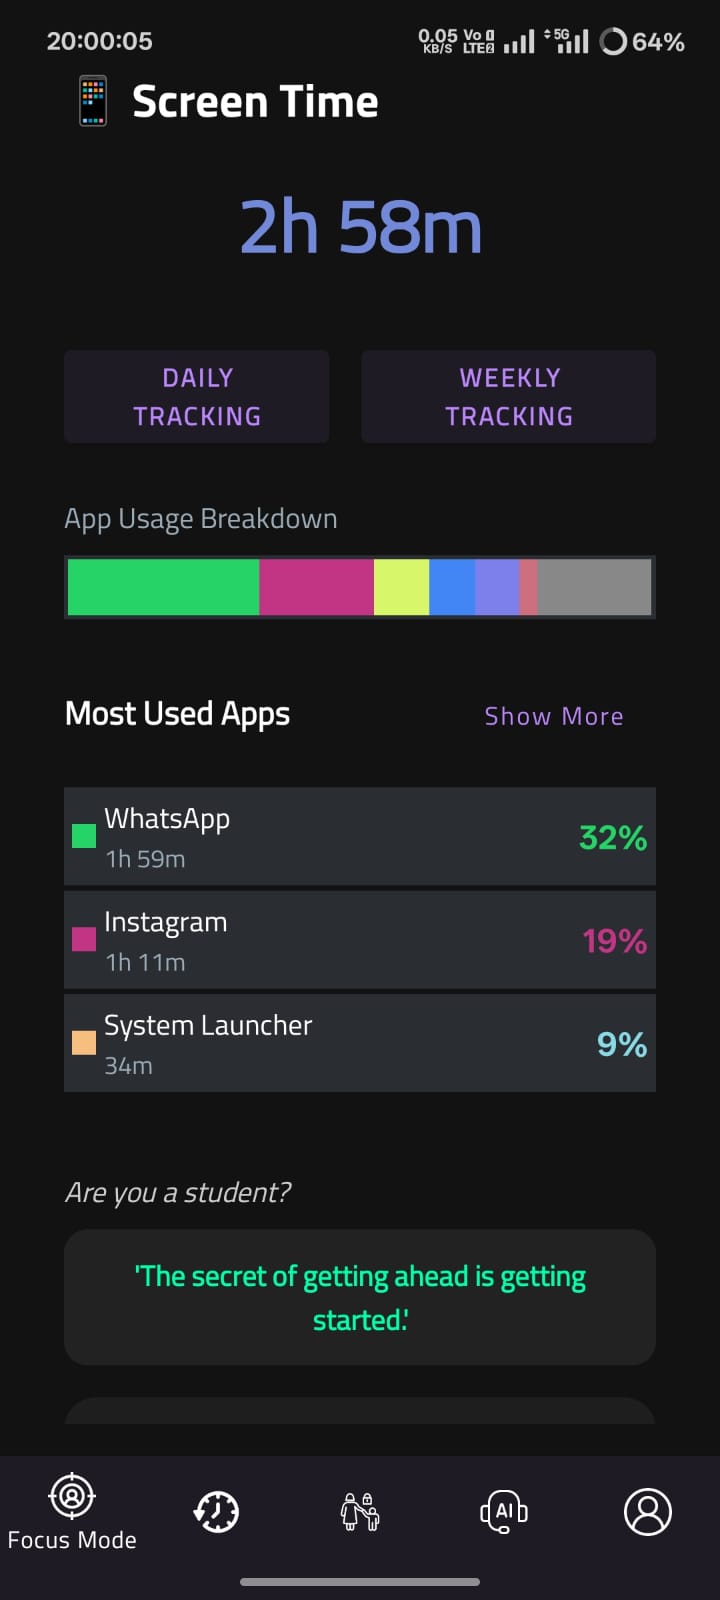 20:00:05 0.05 KB/S Vo LTE2 5G 64%
Screen Time
2h 58m
DAILY
TRACKING
WEEKLY
TRACKING
App Usage Breakdown
Most Used Apps
Show More
WhatsApp
1h 59m
32%
Instagram
1h 11m
19%
System Launcher
34m
9%
Are you a student?
'The secret of getting ahead is getting
started.'
Focus Mode
AI